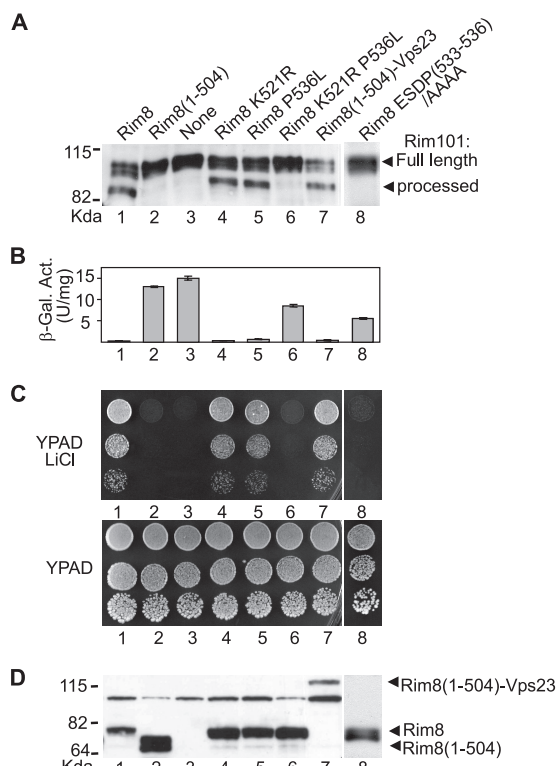 A
Rim8
Rim8(1-504)
None
Rim8 K521R
Rim8 P536L
Rim8 K521R P536L
Rim8(1-504)-Vps23
Rim8 ESDP(533-536)
/AAAA
Rim101:
115
Full length
processed
82
Kda 1 2 3 4 5 6 7 8
B
β-Gal. Act.
(U/mg)
15
10
5
1 2 3 4 5 6 7 8
C
YPAD
LiCl
1 2 3 4 5 6 7 8
YPAD
1 2 3 4 5 6 7 8
D
115
Rim8(1-504)-Vps23
82
Rim8
64
Rim8(1-504)
Kda 1 2 3 4 5 6 7 8